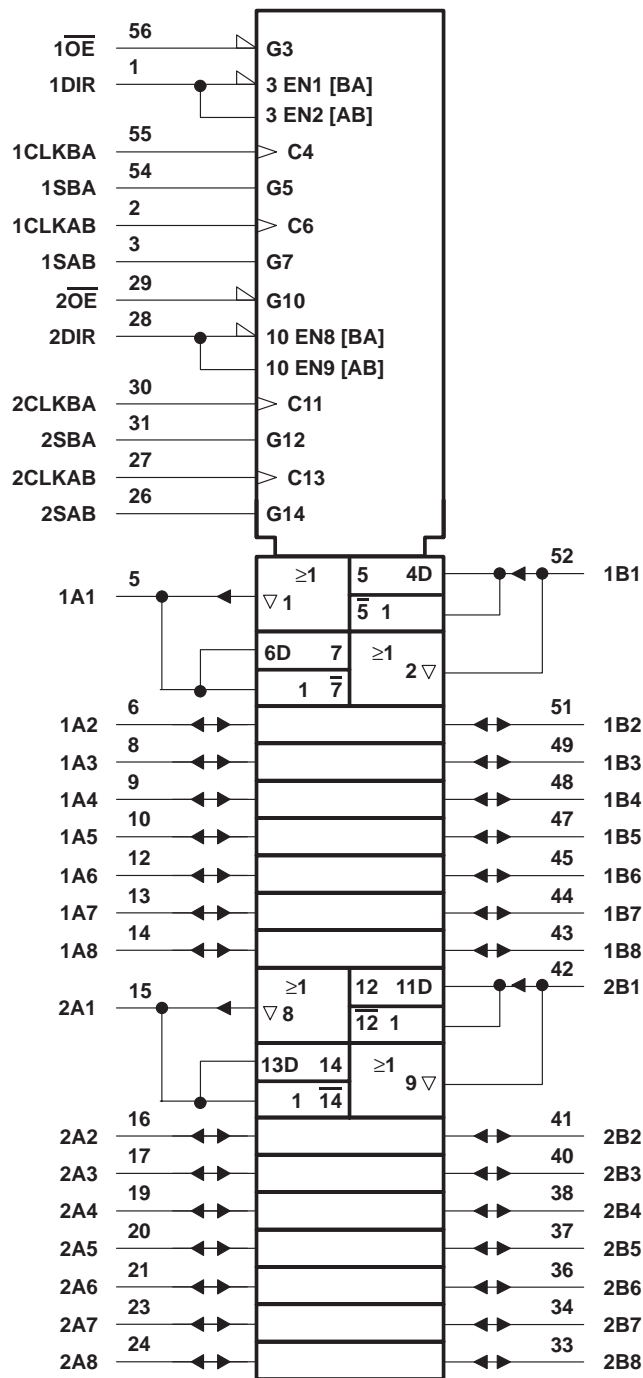 56
1O̅E̅ G3
1
1DIR 3 EN1 [BA]
3 EN2 [AB]
55
1CLKBA C4
54
1SBA G5
2
1CLKAB C6
3
1SAB G7
29
2O̅E̅ G10
28
2DIR 10 EN8 [BA]
10 EN9 [AB]
30
2CLKBA C11
31
2SBA G12
27
2CLKAB C13
26
2SAB G14
5 ≥1 5 4D 52
1A1 ▽ 1 5̅ 1 1B1
6D 7 ≥1
1 7̅ 2 ▽
6 51
1A2 1B2
8 49
1A3 1B3
9 48
1A4 1B4
10 47
1A5 1B5
12 45
1A6 1B6
13 44
1A7 1B7
14 43
1A8 1B8
15 ≥1 12 11D 42
2A1 ▽ 8 1̅2̅ 1 2B1
13D 14 ≥1
1 1̅4̅ 9 ▽
16 41
2A2 2B2
17 40
2A3 2B3
19 38
2A4 2B4
20 37
2A5 2B5
21 36
2A6 2B6
23 34
2A7 2B7
24 33
2A8 2B8